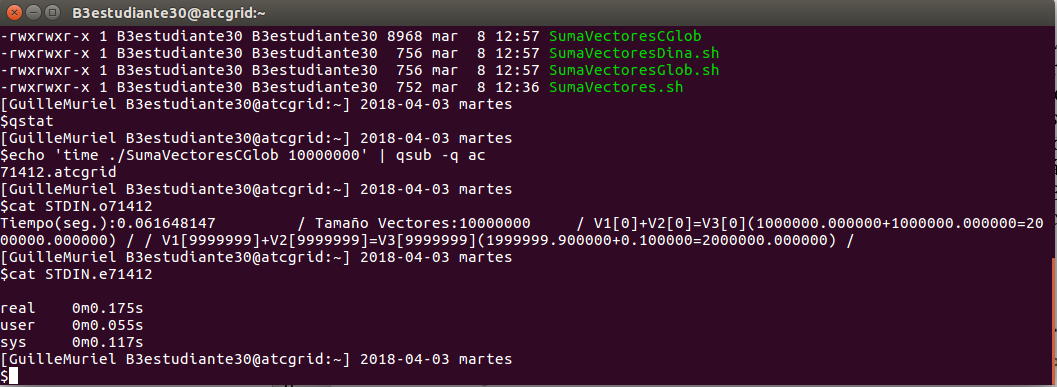 B3estudiante30@atcgrid:~
-rwxrwxr-x 1 B3estudiante30 B3estudiante30 8968 mar  8 12:57 SumaVectoresCGlob
-rwxrwxr-x 1 B3estudiante30 B3estudiante30  756 mar  8 12:57 SumaVectoresDina.sh
-rwxrwxr-x 1 B3estudiante30 B3estudiante30  756 mar  8 12:57 SumaVectoresGlob.sh
-rwxrwxr-x 1 B3estudiante30 B3estudiante30  752 mar  8 12:36 SumaVectores.sh
[GuilleMuriel B3estudiante30@atcgrid:~] 2018-04-03 martes
$qstat
[GuilleMuriel B3estudiante30@atcgrid:~] 2018-04-03 martes
$echo 'time ./SumaVectoresCGlob 10000000' | qsub -q ac
71412.atcgrid
[GuilleMuriel B3estudiante30@atcgrid:~] 2018-04-03 martes
$cat STDIN.o71412
Tiempo(seg.):0.061648147         / Tamaño Vectores:10000000     / V1[0]+V2[0]=V3[0](1000000.000000+1000000.000000=20
00000.000000) / / V1[9999999]+V2[9999999]=V3[9999999](1999999.900000+0.100000=2000000.000000) /
[GuilleMuriel B3estudiante30@atcgrid:~] 2018-04-03 martes
$cat STDIN.e71412
real    0m0.175s
user    0m0.055s
sys     0m0.117s
[GuilleMuriel B3estudiante30@atcgrid:~] 2018-04-03 martes
$